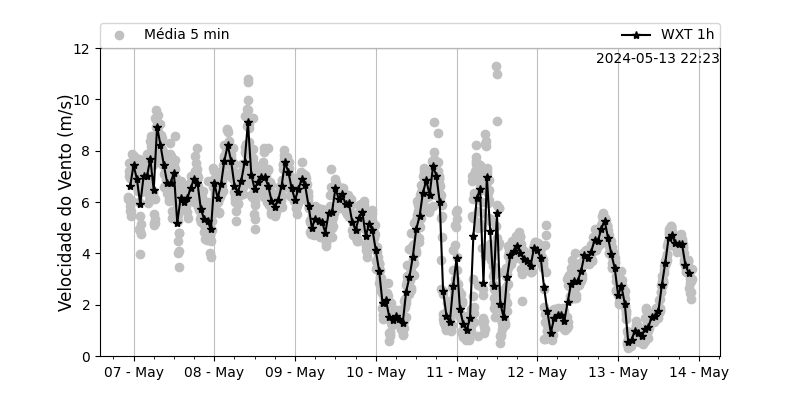 Média 5 min
WXT 1h
2024-05-13 22:23
Velocidade do Vento (m/s)
12
10
8
6
4
2
0
07 - May
08 - May
09 - May
10 - May
11 - May
12 - May
13 - May
14 - May